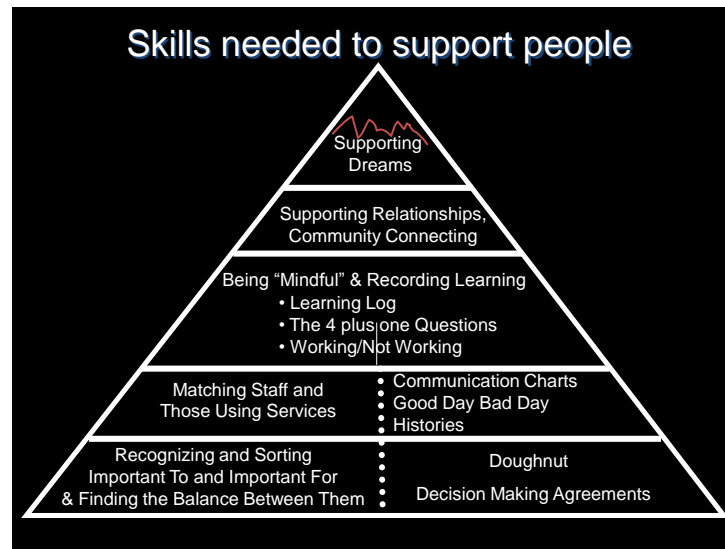 Skills needed to support people
Supporting
Dreams
Supporting Relationships,
Community Connecting
Being “Mindful” & Recording Learning
• Learning Log
• The 4 plus one Questions
• Working/Not Working
Matching Staff and
Those Using Services
Communication Charts
Good Day Bad Day
Histories
Recognizing and Sorting
Important To and Important For
& Finding the Balance Between Them
Doughnut
Decision Making Agreements